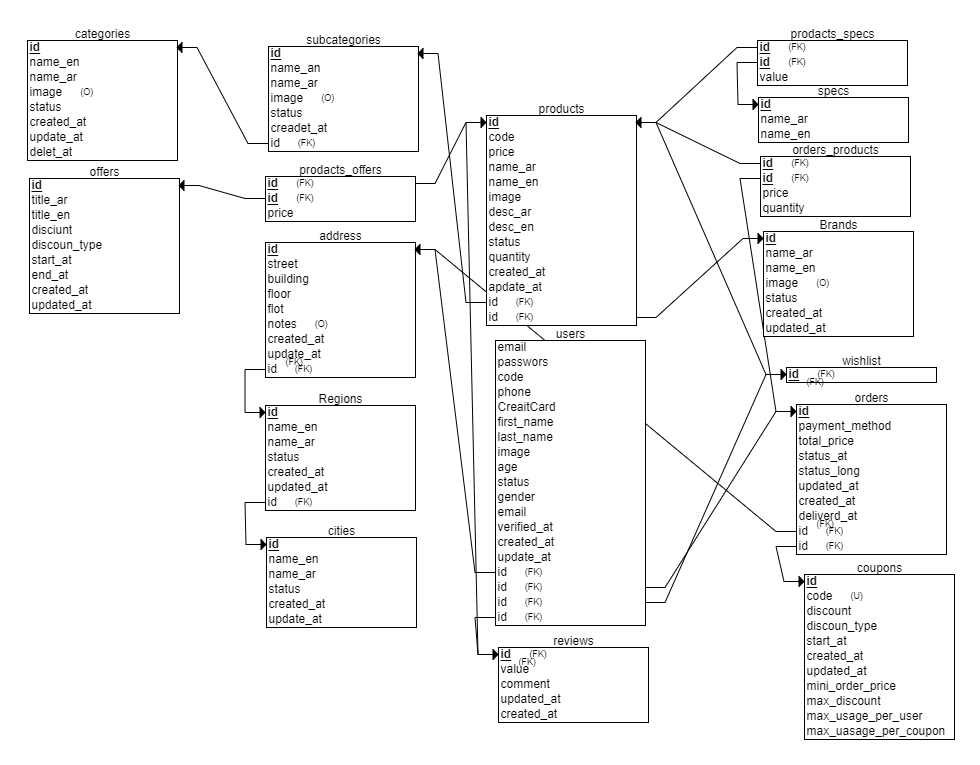 categories
id
name_en
name_ar
image (O)
status
created_at
update_at
delet_at
offers
id
title_ar
title_en
disciunt
discoun_type
start_at
end_at
created_at
updated_at
subcategories
id
name_an
name_ar
image (O)
status
creadet_at
id (FK)
prodacts_offers
id (FK)
id (FK)
price
address
id
street
building
floor
flot
notes (O)
created_at
update_at
(FK)
id (FK)
Regions
id
name_en
name_ar
status
created_at
updated_at
id (FK)
cities
id
name_en
name_ar
status
created_at
update_at
products
id
code
price
name_ar
name_en
image
desc_ar
desc_en
status
quantity
created_at
apdate_at
id (FK)
id (FK)
users
email
passwors
code
phone
CreaitCard
first_name
last_name
image
age
status
gender
email
verified_at
created_at
update_at
id (FK)
id (FK)
id (FK)
id (FK)
reviews
id (FK)
(FK)
value
comment
updated_at
created_at
prodacts_specs
id (FK)
id (FK)
value
specs
id
name_ar
name_en
orders_products
id (FK)
id (FK)
price
quantity
Brands
id
name_ar
name_en
image (O)
status
created_at
updated_at
wishlist
id (FK)
(FK)
orders
id
payment_method
total_price
status_at
status_long
updated_at
created_at
deliverd_at
(FK)
id (FK)
id (FK)
coupons
id
code (U)
discount
discoun_type
start_at
created_at
updated_at
mini_order_price
max_discount
max_usage_per_user
max_uasage_per_coupon